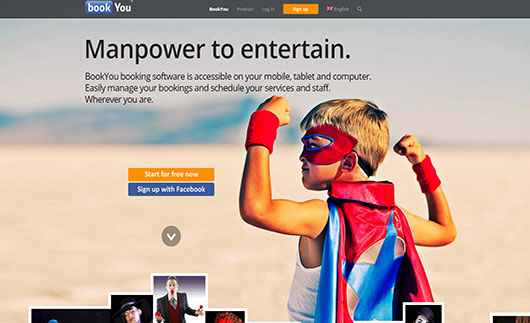 book You
BookYou Product Log in Sign up English
Manpower to entertain.
BookYou booking software is accessible on your mobile, tablet and computer.
Easily manage your bookings and schedule your services and staff.
Wherever you are.
Start for free now
Sign up with Facebook